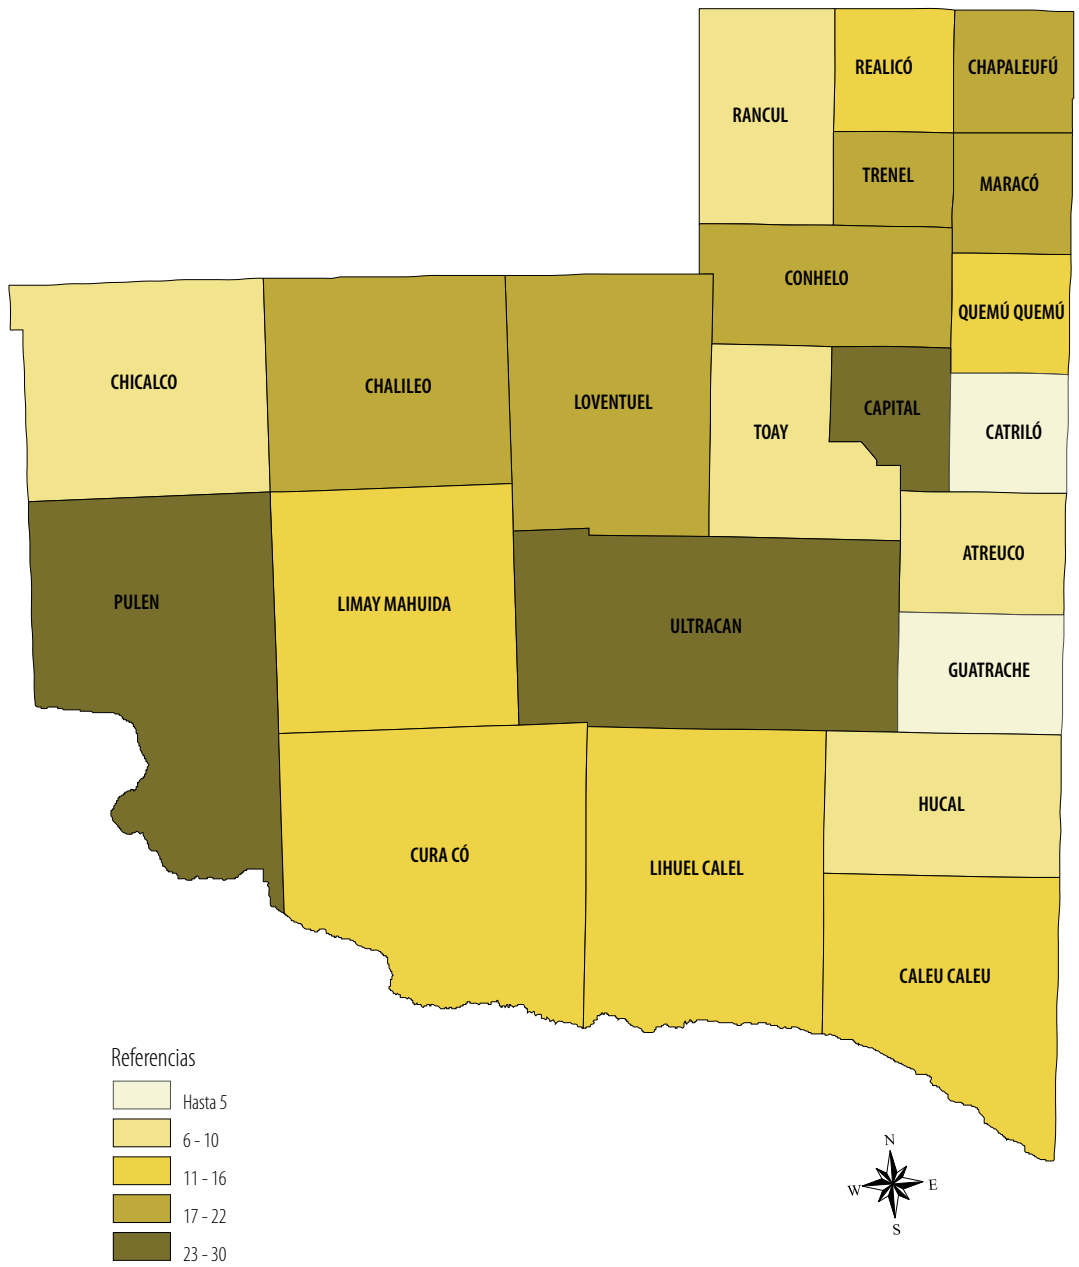 REALICÓ
CHAPALEUFÚ
RANCUL
TRENEL
MARACÓ
CONHELO
QUEMÚ QUEMÚ
CHICALCO
CHALILEO
LOVENTUEL
CAPITAL
TOAY
CATRILÓ
ATREUCO
PULEN
LIMAY MAHUIDA
ULTRACAN
GUATRACHE
HUCAL
CURA CÓ
LIHUEL CALEL
CALEU CALEU
Referencias
Hasta 5
6 - 10
11 - 16
17 - 22
23 - 30
N
W
E
S